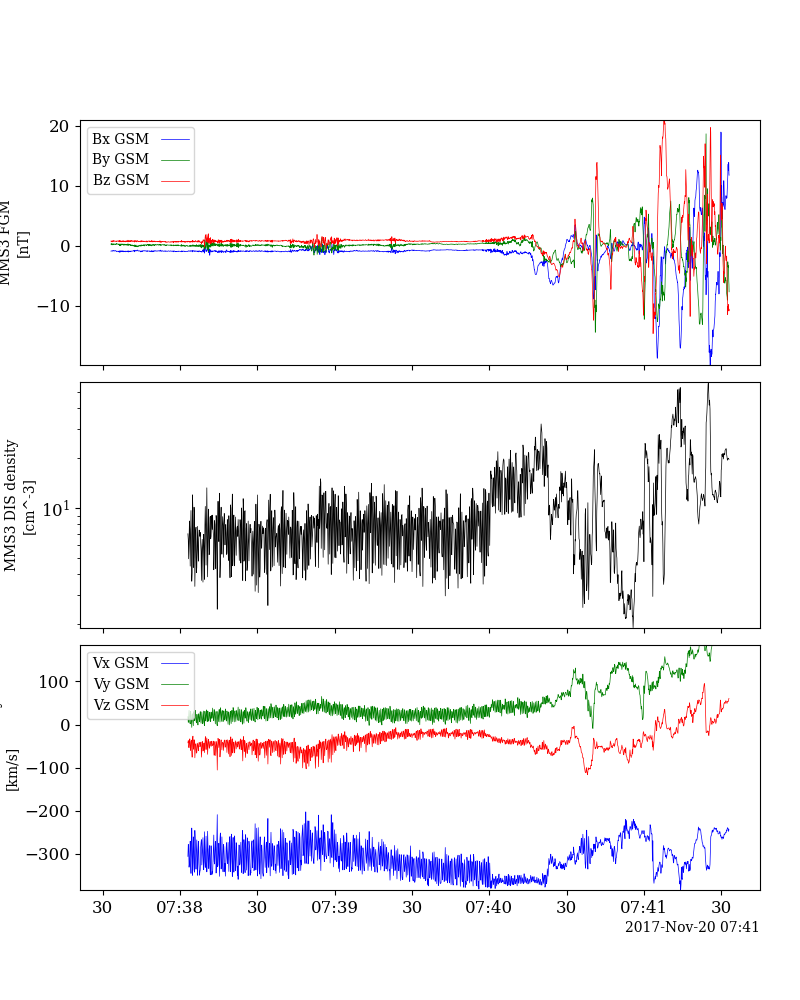 20
10
0
−10
MMS3 FGM
[nT]
Bx GSM
By GSM
Bz GSM
10^1
MMS3 DIS density
[cm^-3]
100
0
−100
−200
−300
[km/s]
Vx GSM
Vy GSM
Vz GSM
30 07:38 30 07:39 30 07:40 30 07:41 30
2017-Nov-20 07:41